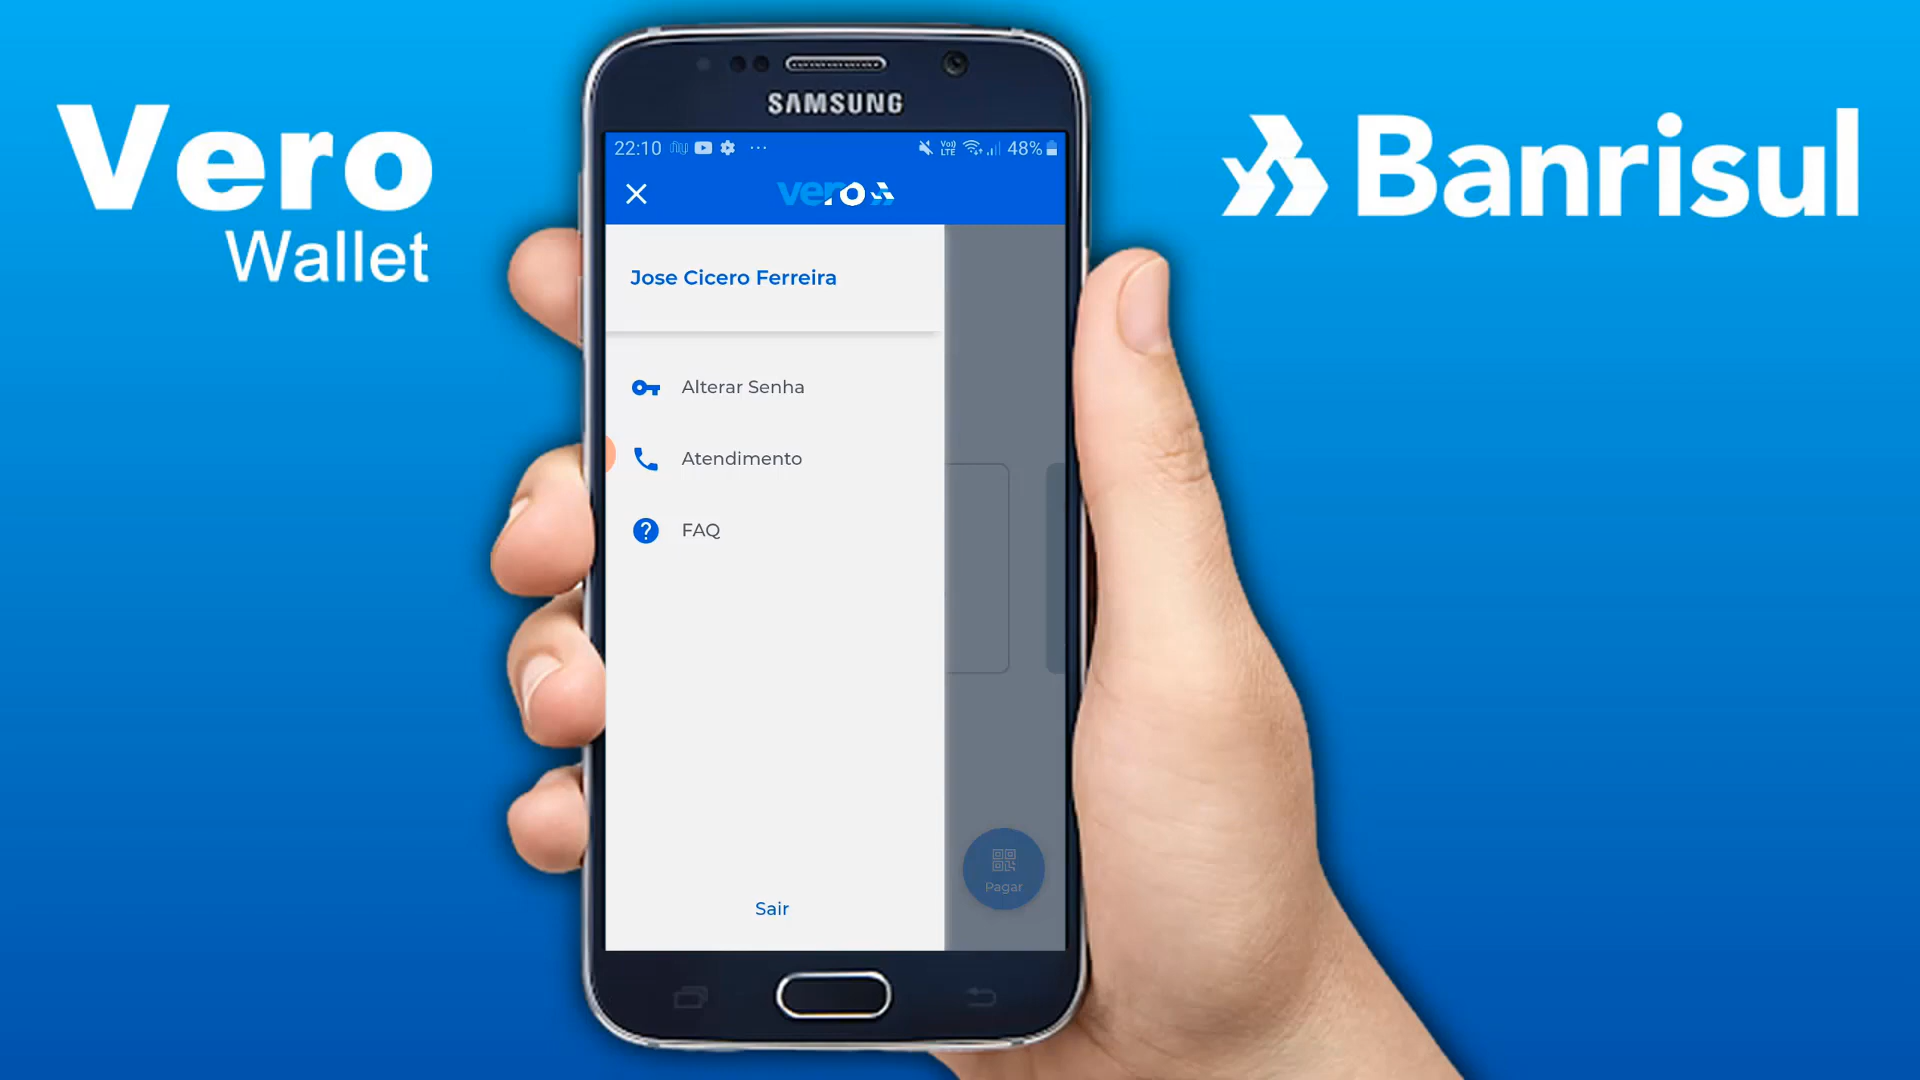 Vero
Wallet
Banrisul
SAMSUNG
22:10
48%
vero
Jose Cicero Ferreira
Alterar Senha
Atendimento
FAQ
Pagar
Sair